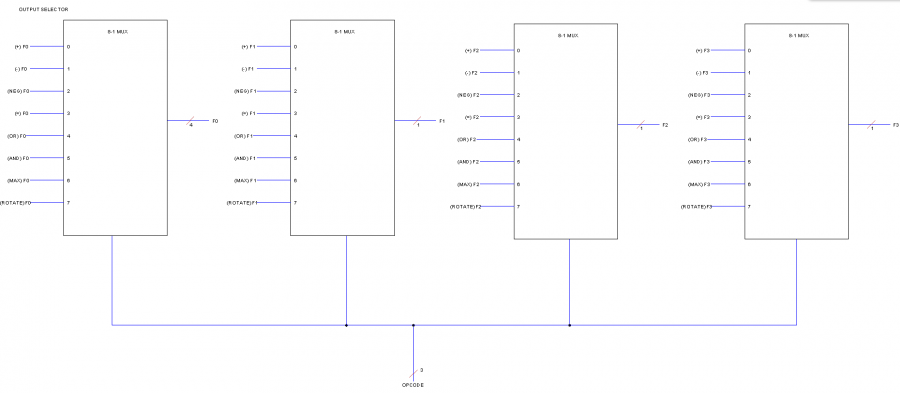 OUTPUT SELECTOR
8-1 MUX
(+) F0 0
(-) F0 1
(NEG) F0 2
(=) F0 3
(OR) F0 4
(AND) F0 5
(MAX) F0 6
(ROTATE)F0 7
4 F0
8-1 MUX
(+) F1 0
(-) F1 1
(NEG) F1 2
(=) F1 3
(OR) F1 4
(AND) F1 5
(MAX) F1 6
(ROTATE)F1 7
1 F1
8-1 MUX
(+) F2 0
(-) F2 1
(NEG) F2 2
(=) F2 3
(OR) F2 4
(AND) F2 5
(MAX) F2 6
(ROTATE)F2 7
1 F2
8-1 MUX
(+) F3 0
(-) F3 1
(NEG) F3 2
(=) F3 3
(OR) F3 4
(AND) F3 5
(MAX) F3 6
(ROTATE)F3 7
1 F3
3
OPCODE